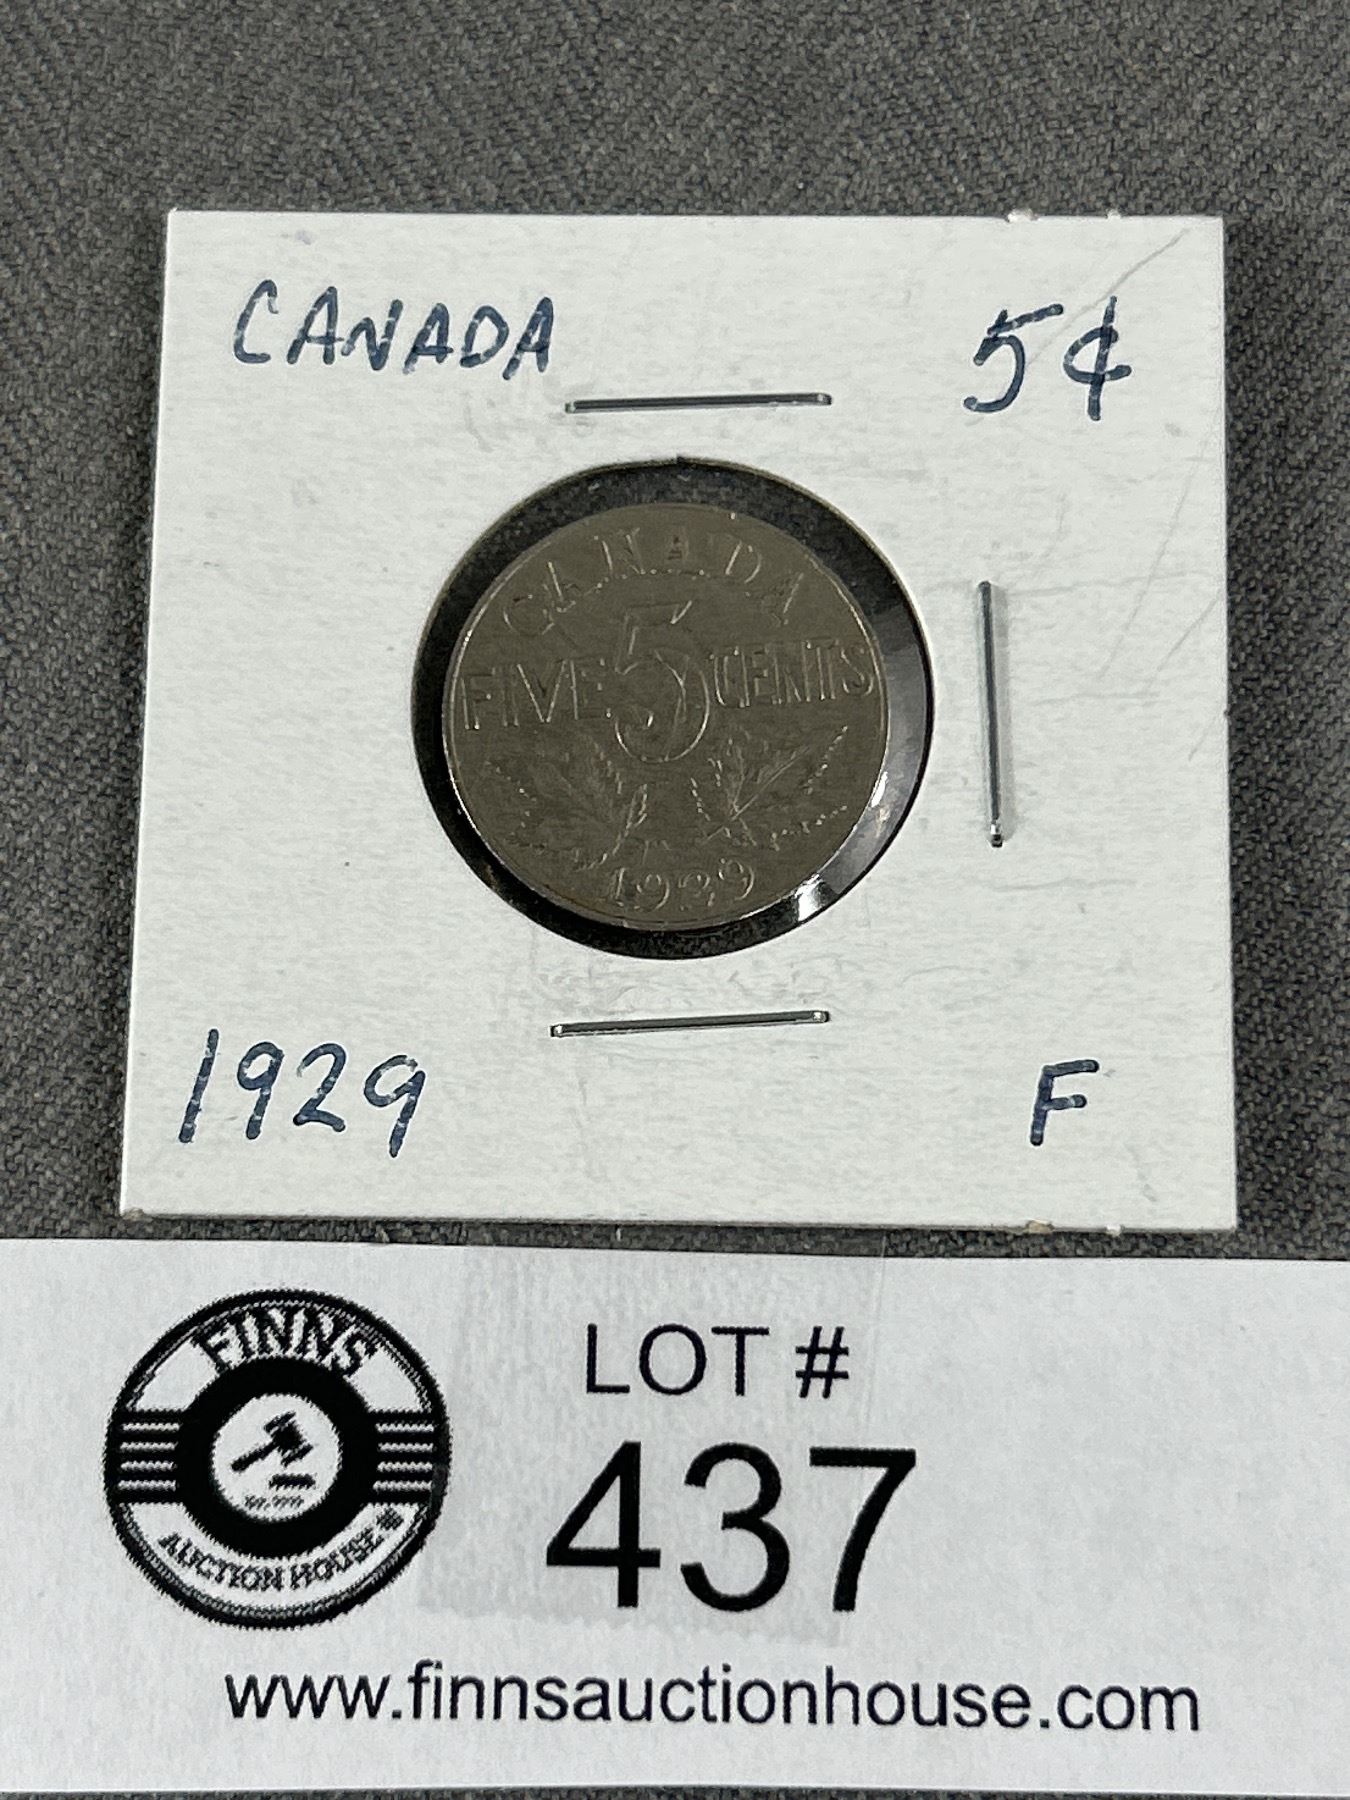 CANADA 5¢
CANADA
FIVE 5 CENTS
1929
1929 F
FINNS
AUCTION HOUSE
LOT #
437
www.finnsauctionhouse.com